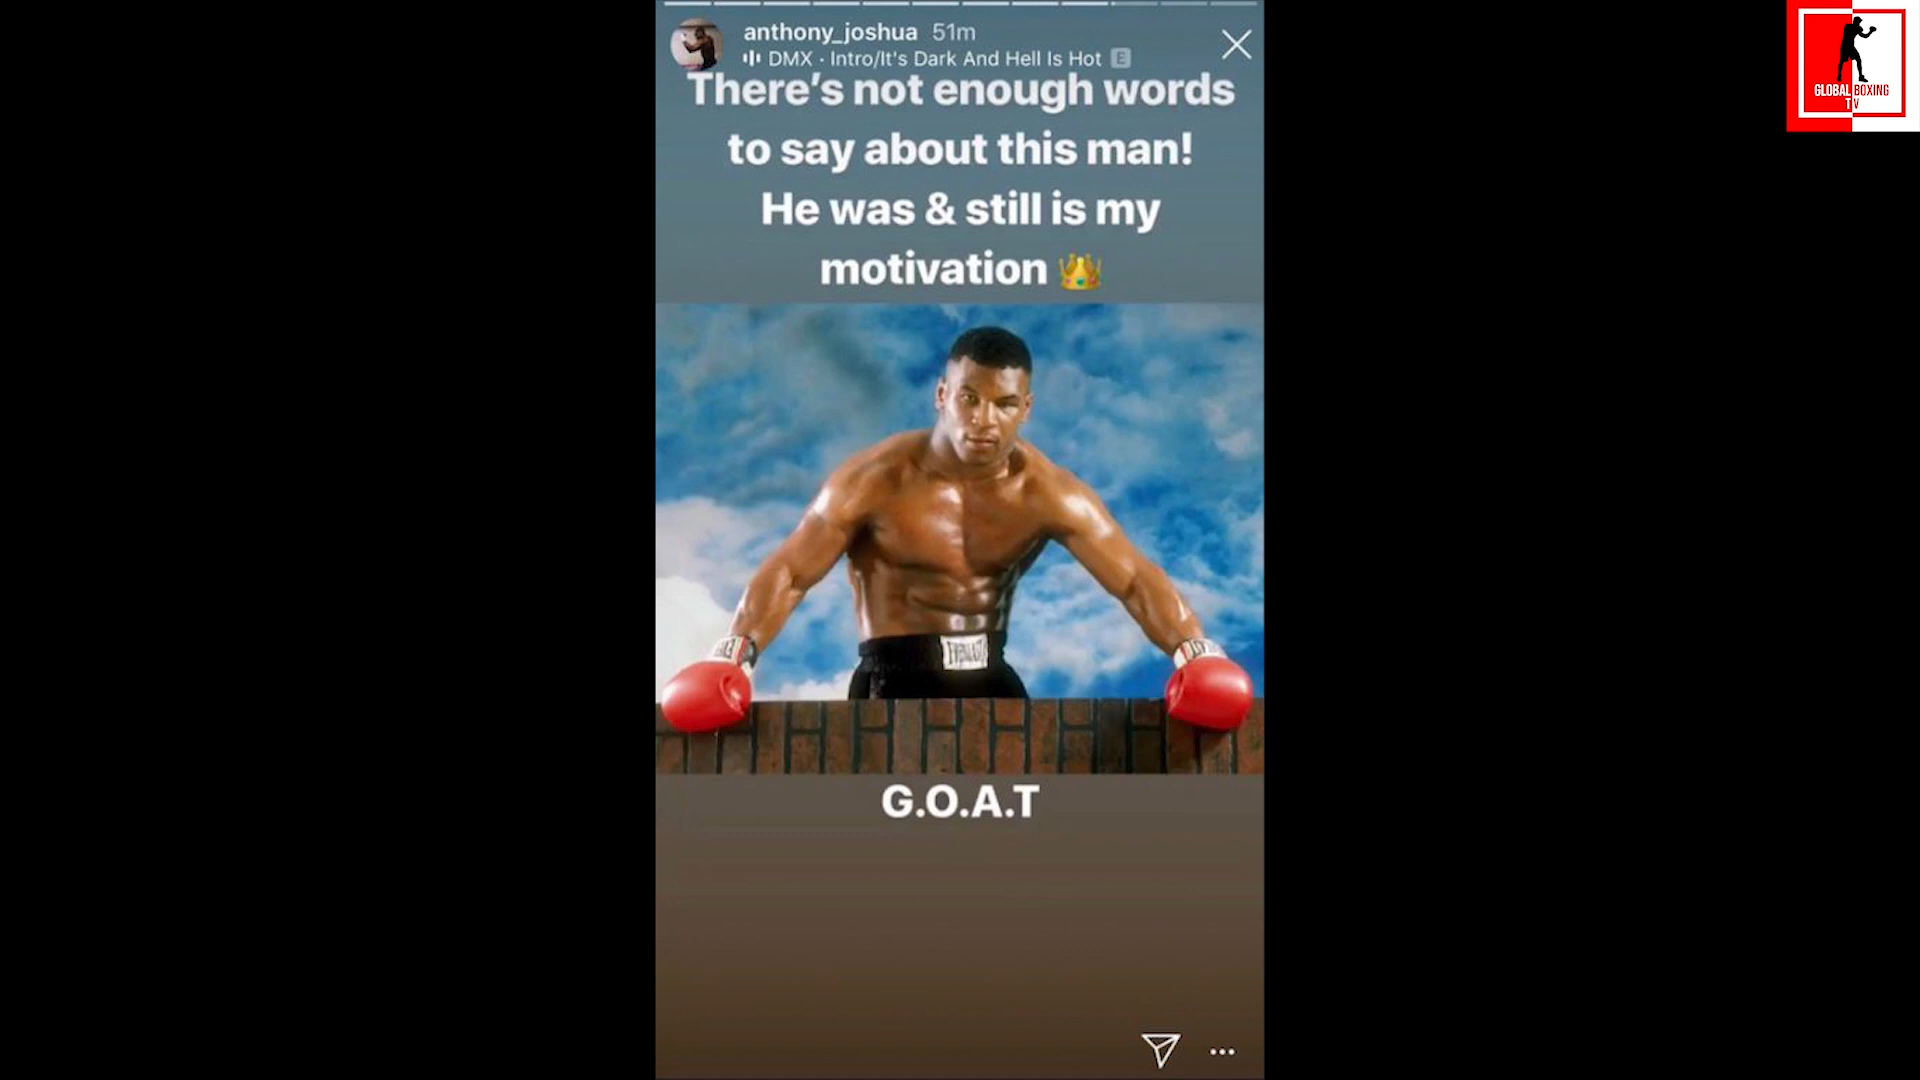 anthony_joshua 51m
DMX · Intro/It's Dark And Hell Is Hot E
There's not enough words
to say about this man!
He was & still is my
motivation 👑
EVERLAST
G.O.A.T
GLOBAL BOXING
TV